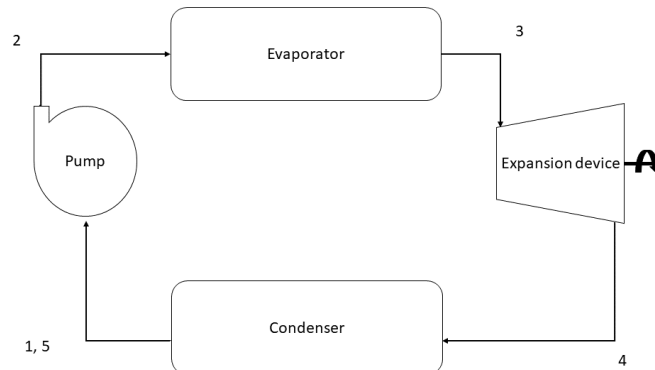 2
Evaporator
3
Pump
Expansion device
Condenser
1, 5
4